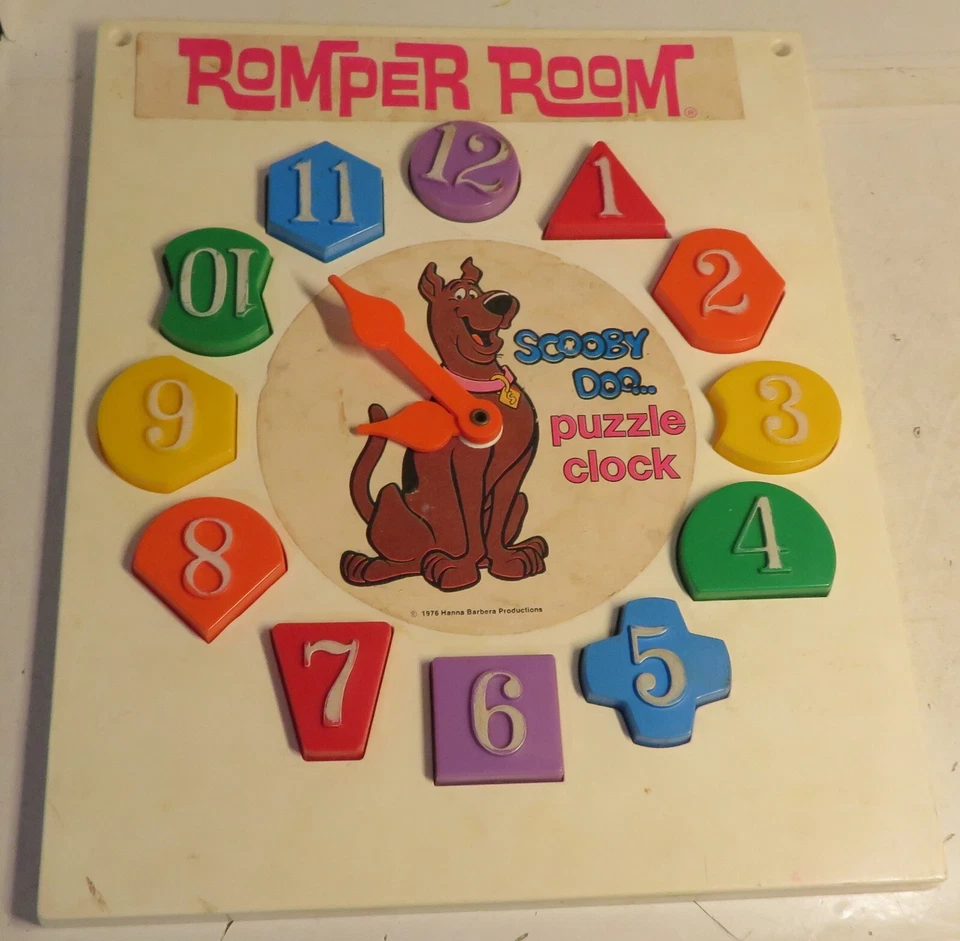 ROMPER ROOM®
12
11
1
10
2
SCOOBY
DOO...
puzzle
clock
9
3
8
4
© 1976 Hanna Barbera Productions
7
6
5